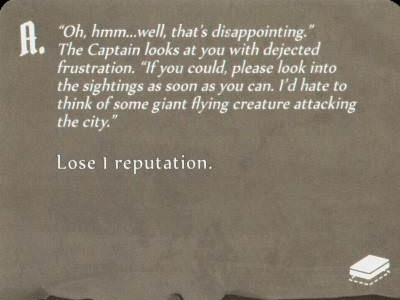 A. “Oh, hmm...well, that’s disappointing.”
The Captain looks at you with dejected
frustration. “If you could, please look into
the sightings as soon as you can. I’d hate to
think of some giant flying creature attacking
the city.”
Lose 1 reputation.